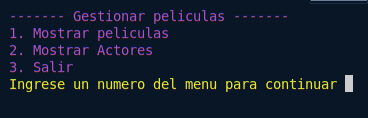 ------- Gestionar peliculas -------
1. Mostrar peliculas
2. Mostrar Actores
3. Salir
Ingrese un numero del menu para continuar